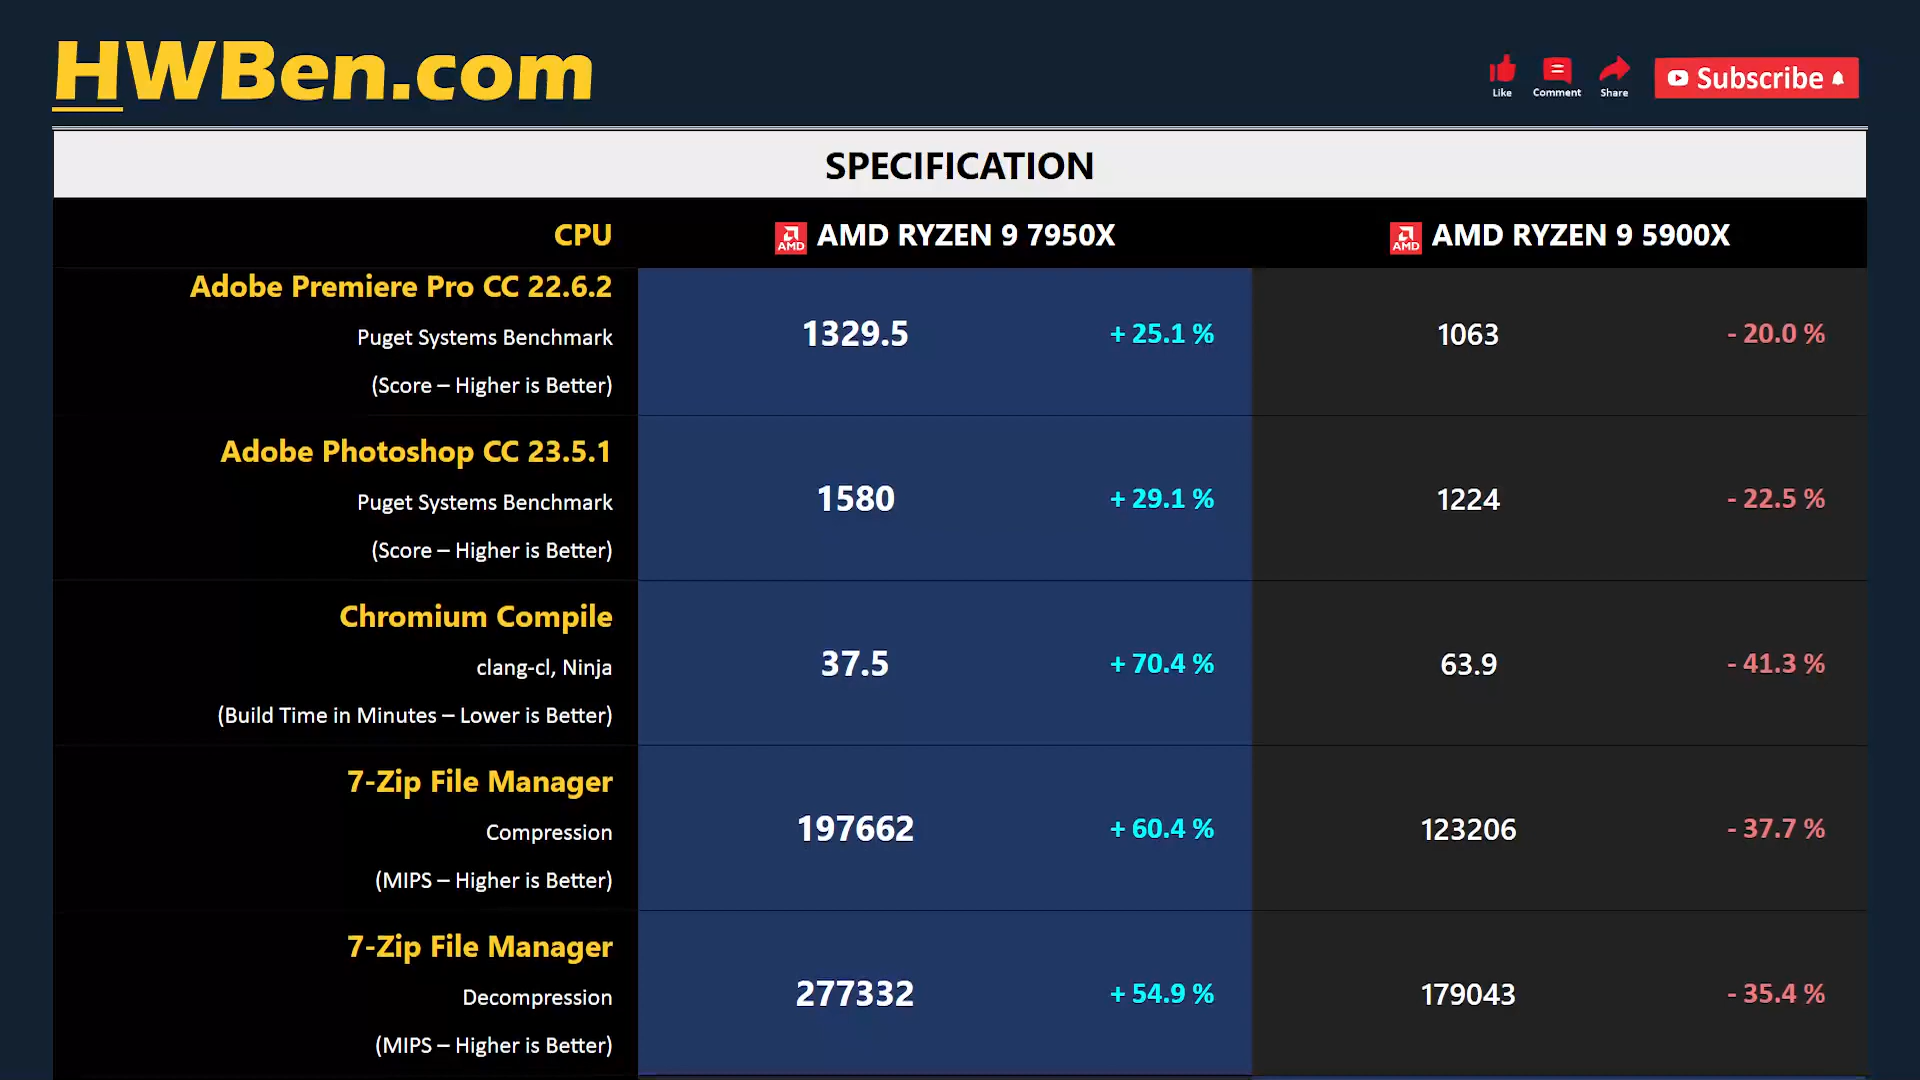 HWBen.com
Like
Comment
Share
Subscribe
SPECIFICATION
CPU
AMD
AMD RYZEN 9 7950X
AMD
AMD RYZEN 9 5900X
Adobe Premiere Pro CC 22.6.2
Puget Systems Benchmark
(Score – Higher is Better)
1329.5
+ 25.1 %
1063
- 20.0 %
Adobe Photoshop CC 23.5.1
Puget Systems Benchmark
(Score – Higher is Better)
1580
+ 29.1 %
1224
- 22.5 %
Chromium Compile
clang-cl, Ninja
(Build Time in Minutes – Lower is Better)
37.5
+ 70.4 %
63.9
- 41.3 %
7-Zip File Manager
Compression
(MIPS – Higher is Better)
197662
+ 60.4 %
123206
- 37.7 %
7-Zip File Manager
Decompression
(MIPS – Higher is Better)
277332
+ 54.9 %
179043
- 35.4 %